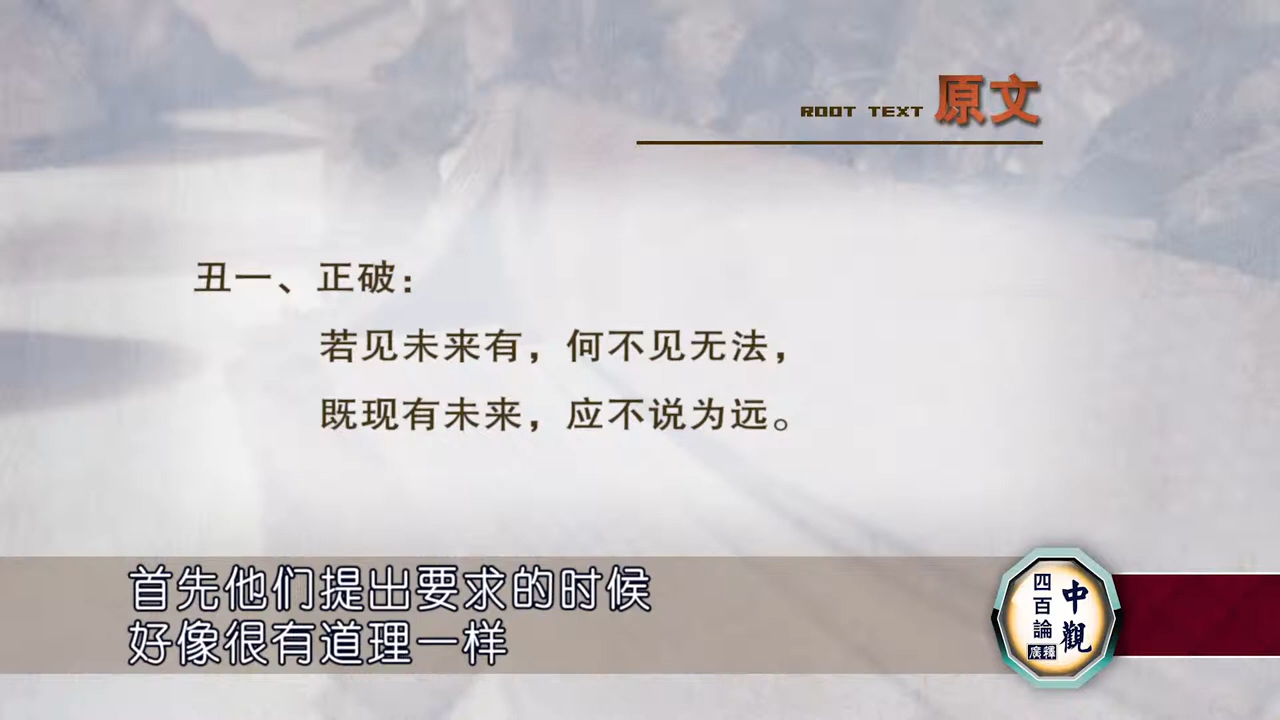 ROOT TEXT 原文
丑一、正破：
若见未来有，何不见无法，
既现有未来，应不说为远。
首先他们提出要求的时候
好像很有道理一样
中觀
四百論
廣釋